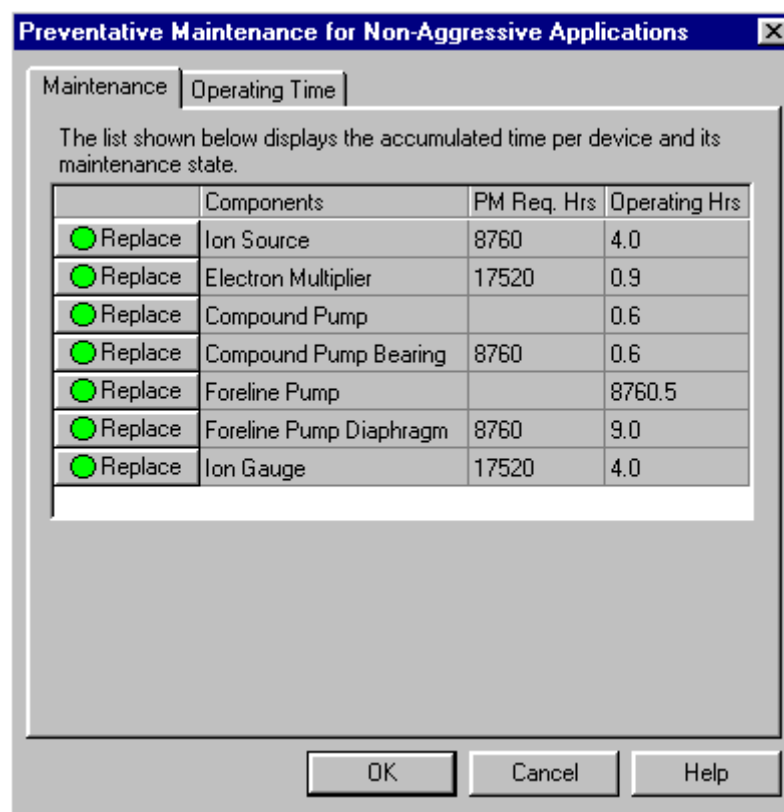 Preventative Maintenance for Non-Aggressive Applications
Maintenance Operating Time
The list shown below displays the accumulated time per device and its
maintenance state.
Components PM Req. Hrs Operating Hrs
Replace Ion Source 8760 4.0
Replace Electron Multiplier 17520 0.9
Replace Compound Pump 0.6
Replace Compound Pump Bearing 8760 0.6
Replace Foreline Pump 8760.5
Replace Foreline Pump Diaphragm 8760 9.0
Replace Ion Gauge 17520 4.0
OK Cancel Help